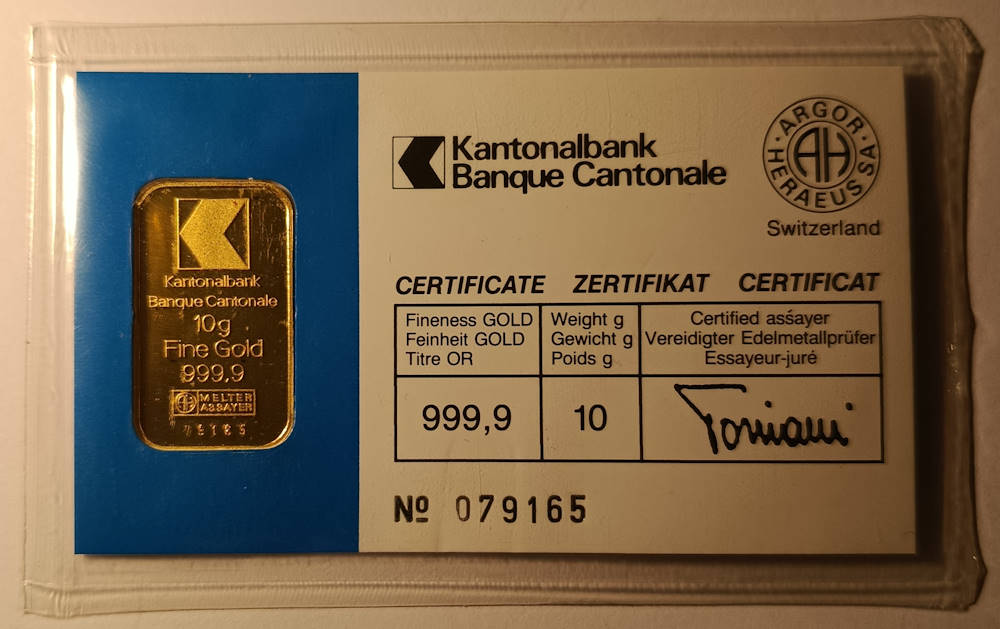 Kantonalbank
Banque Cantonale
10g
Fine Gold
999,9
AH MELTER
ASSAYER
Kantonalbank
Banque Cantonale
ARGOR · HERAEUS SA ·
AH
Switzerland
CERTIFICATE ZERTIFIKAT CERTIFICAT
Fineness GOLD
Feinheit GOLD
Titre OR
Weight g
Gewicht g
Poids g
Certified assayer
Vereidigter Edelmetallprüfer
Essayeur-juré
999,9
10
Nº 079165